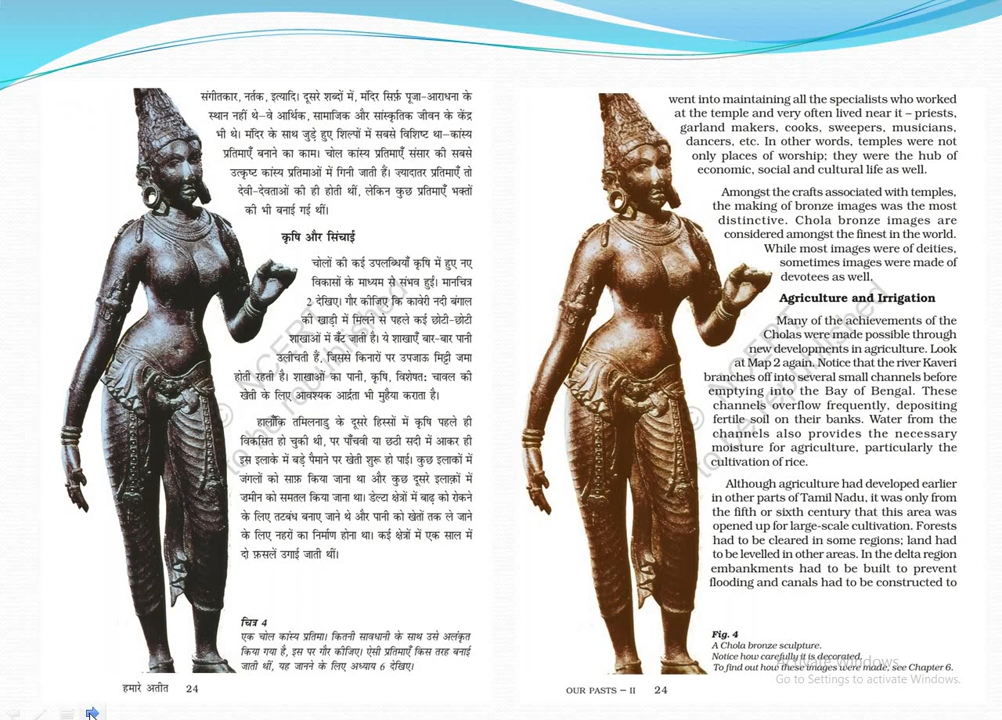 संगीतकार, नर्तक, इत्यादि। दूसरे शब्दों में, मंदिर सिर्फ़ पूजा-आराधना के
स्थान नहीं थे–वे आर्थिक, सामाजिक और सांस्कृतिक जीवन के केंद्र
भी थे। मंदिर के साथ जुड़े हुए शिल्पों में सबसे विशिष्ट था–कांस्य
प्रतिमाएँ बनाने का काम। चोल कांस्य प्रतिमाएँ संसार की सबसे
उत्कृष्ट कांस्य प्रतिमाओं में गिनी जाती हैं। ज्यादातर प्रतिमाएँ तो
देवी-देवताओं की ही होती थीं, लेकिन कुछ प्रतिमाएँ भक्तों
की भी बनाई गई थीं।
कृषि और सिंचाई
चोलों की कई उपलब्धियाँ कृषि में हुए नए
विकासों के माध्यम से संभव हुईं। मानचित्र
2 देखिए। गौर कीजिए कि कावेरी नदी बंगाल
की खाड़ी में मिलने से पहले कई छोटी-छोटी
शाखाओं में बँट जाती है। ये शाखाएँ बार-बार पानी
उलीचती हैं, जिससे किनारों पर उपजाऊ मिट्टी जमा
होती रहती है। शाखाओं का पानी, कृषि, विशेषत: चावल की
खेती के लिए आवश्यक आर्द्रता भी मुहैया कराता है।
हालाँकि तमिलनाडु के दूसरे हिस्सों में कृषि पहले ही
विकसित हो चुकी थी, पर पाँचवी या छठी सदी में आकर ही
इस इलाके में बड़े पैमाने पर खेती शुरू हो पाई। कुछ इलाकों में
जंगलों को साफ़ किया जाना था और कुछ दूसरे इलाक़ों में
ज़मीन को समतल किया जाना था। डेल्टा क्षेत्रों में बाढ़ को रोकने
के लिए तटबंध बनाए जाने थे और पानी को खेतों तक ले जाने
के लिए नहरों का निर्माण होना था। कई क्षेत्रों में एक साल में
दो फ़सलें उगाई जाती थीं।
चित्र 4
एक चोल कांस्य प्रतिमा। कितनी सावधानी के साथ उसे अलंकृत
किया गया है, इस पर गौर कीजिए। ऐसी प्रतिमाएँ किस तरह बनाई
जाती थीं, यह जानने के लिए अध्याय 6 देखिए।
हमारे अतीत 24
© NCERT
not to be republished
went into maintaining all the specialists who worked
at the temple and very often lived near it – priests,
garland makers, cooks, sweepers, musicians,
dancers, etc. In other words, temples were not
only places of worship; they were the hub of
economic, social and cultural life as well.
Amongst the crafts associated with temples,
the making of bronze images was the most
distinctive. Chola bronze images are
considered amongst the finest in the world.
While most images were of deities,
sometimes images were made of
devotees as well.
Agriculture and Irrigation
Many of the achievements of the
Cholas were made possible through
new developments in agriculture. Look
at Map 2 again. Notice that the river Kaveri
branches off into several small channels before
emptying into the Bay of Bengal. These
channels overflow frequently, depositing
fertile soil on their banks. Water from the
channels also provides the necessary
moisture for agriculture, particularly the
cultivation of rice.
Although agriculture had developed earlier
in other parts of Tamil Nadu, it was only from
the fifth or sixth century that this area was
opened up for large-scale cultivation. Forests
had to be cleared in some regions; land had
to be levelled in other areas. In the delta region
embankments had to be built to prevent
flooding and canals had to be constructed to
Fig. 4
A Chola bronze sculpture.
Notice how carefully it is decorated.
To find out how these images were made, see Chapter 6.
OUR PASTS – II 24
© NCERT
not to be republished
Activate Windows
Go to Settings to activate Windows.